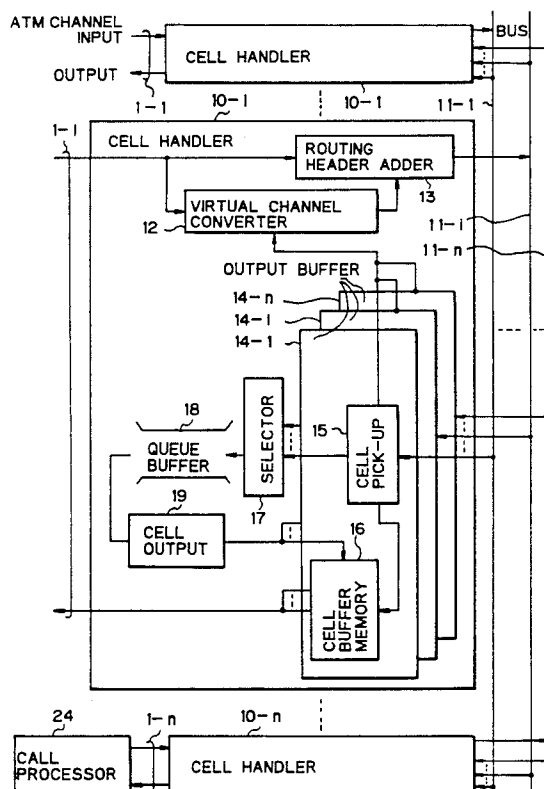 ATM CHANNEL
INPUT
OUTPUT
1-1
CELL HANDLER
BUS
10-1
10-1
11-1
1-i
CELL HANDLER
ROUTING
HEADER ADDER
13
VIRTUAL CHANNEL
CONVERTER
12
11-i
11-n
OUTPUT BUFFER
14-n
14-i
14-1
18
QUEUE
BUFFER
SELECTOR
17
15
CELL
PICK-UP
19
CELL
OUTPUT
16
CELL
BUFFER
MEMORY
24
CALL
PROCESSOR
1-n
10-n
CELL HANDLER